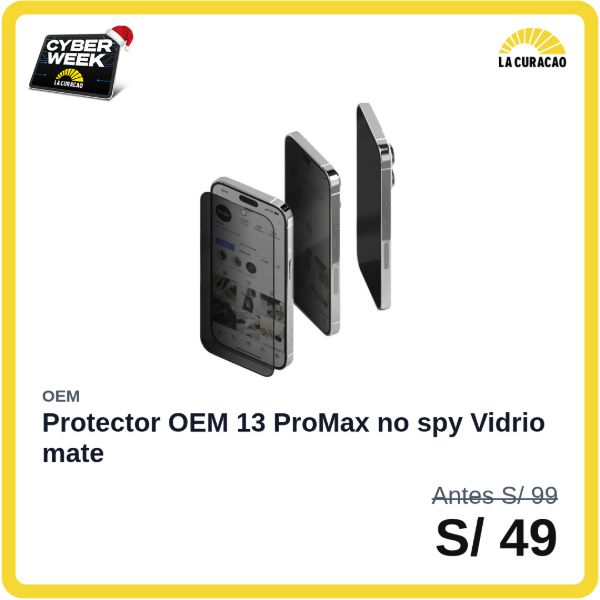 CYBER
WEEK
LA CURACAO
LA CURACAO
OEM
Protector OEM 13 ProMax no spy Vidrio
mate
Antes S/ 99
S/ 49